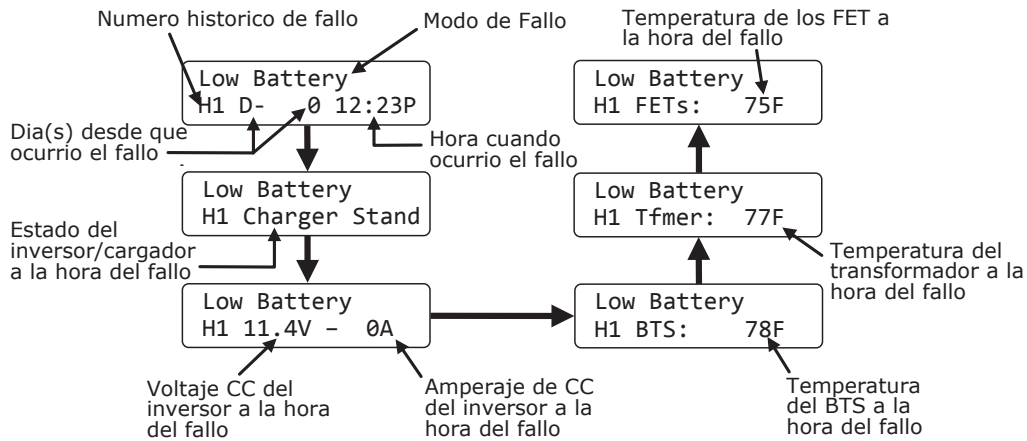 Numero historico de fallo
Modo de Fallo
Low Battery
H1 D-    0 12:23P
Dia(s) desde que
ocurrio el fallo
Hora cuando
ocurrio el fallo
Low Battery
H1 Charger Stand
Estado del
inversor/cargador
a la hora del fallo
Low Battery
H1 11.4V –  0A
Voltaje CC del
inversor a la hora
del fallo
Amperaje de CC
del inversor a la
hora del fallo
Low Battery
H1 BTS:    78F
Temperatura
del BTS a la
hora del fallo
Low Battery
H1 Tfmer:  77F
Temperatura del
transformador a la
hora del fallo
Temperatura de los FET a
la hora del fallo
Low Battery
H1 FETs:   75F